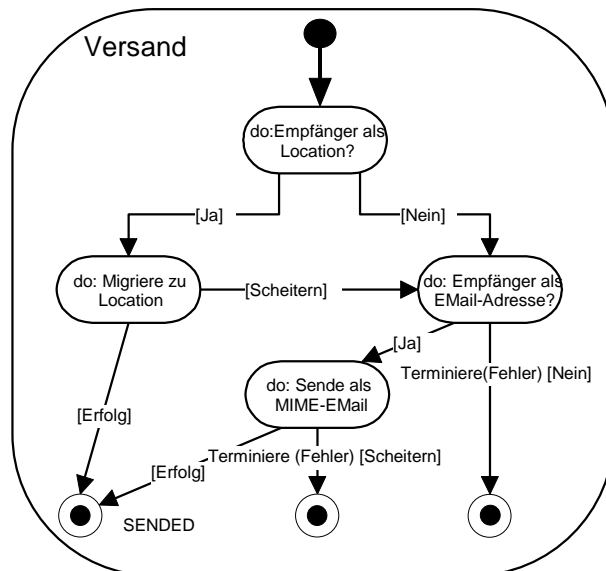 Versand
do:Empfänger als
Location?
[Ja]
[Nein]
do: Migriere zu
Location
[Scheitern]
do: Empfänger als
EMail-Adresse?
[Ja]
do: Sende als
MIME-EMail
Terminiere(Fehler) [Nein]
[Erfolg]
[Erfolg]
Terminiere (Fehler) [Scheitern]
SENDED